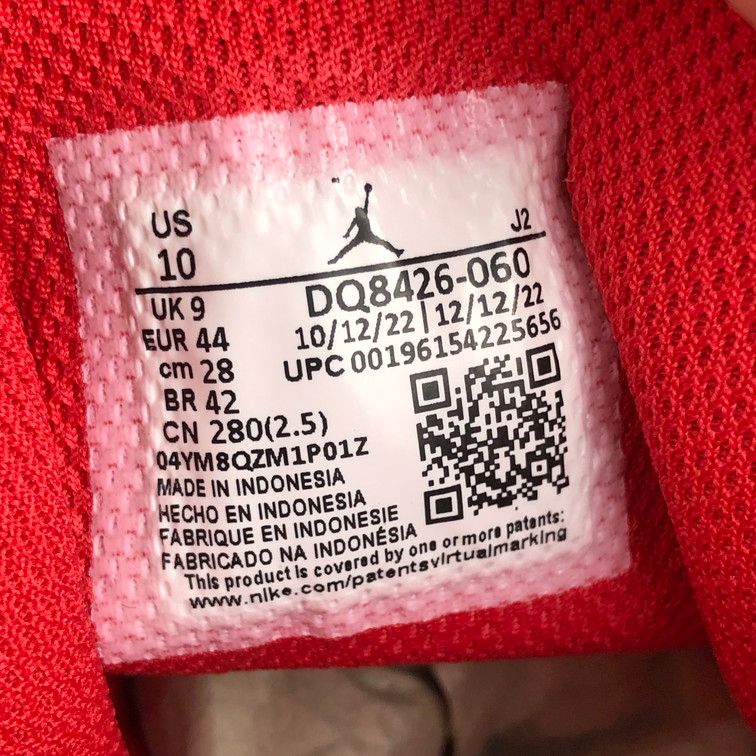 US
10
J2
UK 9
DQ8426-060
EUR 44
10/12/22 | 12/12/22
cm 28
UPC 00196154225656
BR 42
CN 280(2.5)
04YM8QZM1P01Z
MADE IN INDONESIA
HECHO EN INDONESIA
FABRIQUE EN INDONESIE
FABRICADO NA INDONÉSIA
This product is covered by one or more patents:
www.nike.com/patentsvirtualmarking